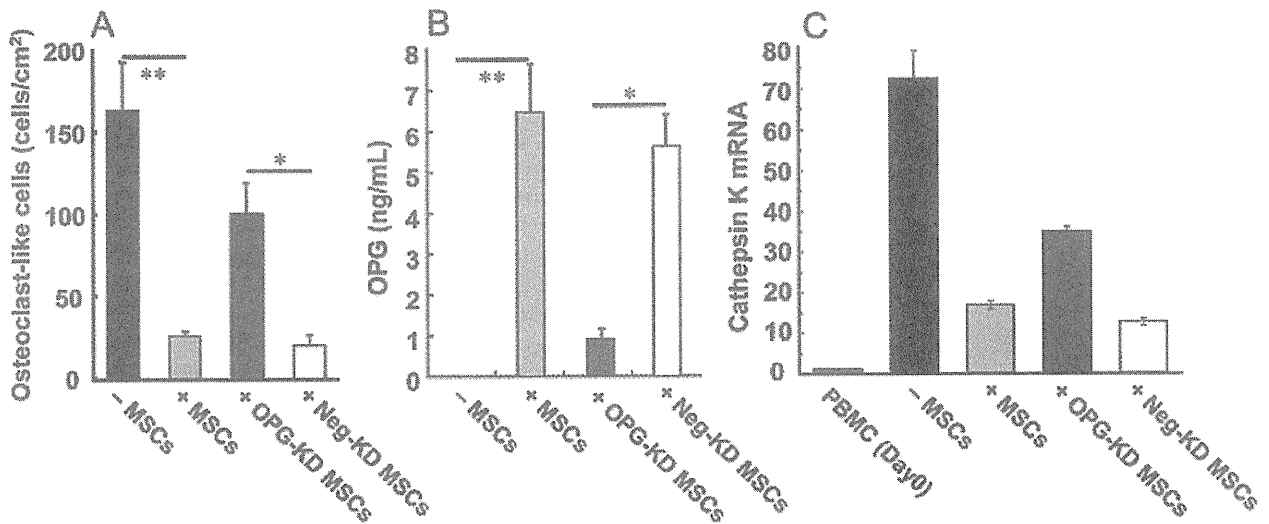 A
Osteoclast-like cells (cells/cm²)
200
150
100
50
0
**
*
– MSCs
+ MSCs
+ OPG-KD MSCs
+ Neg-KD MSCs
B
OPG (ng/mL)
8
7
6
5
4
3
2
1
0
**
*
– MSCs
+ MSCs
+ OPG-KD MSCs
+ Neg-KD MSCs
C
Cathepsin K mRNA
80
70
60
50
40
30
20
10
0
PBMC (Day0)
– MSCs
+ MSCs
+ OPG-KD MSCs
+ Neg-KD MSCs